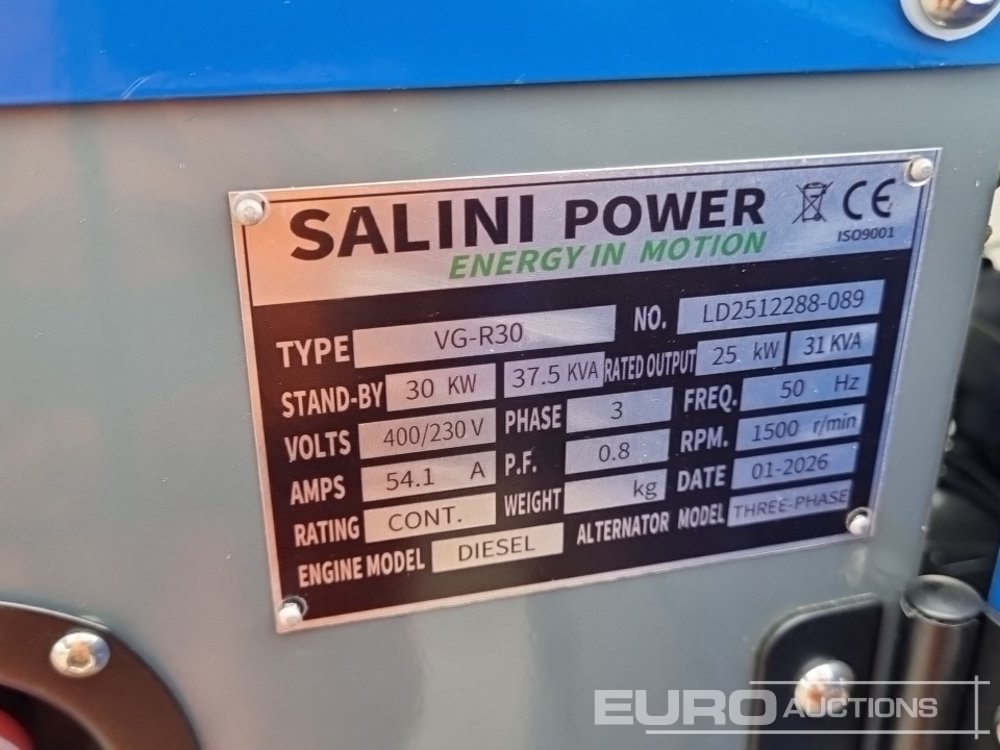 SALINI POWER
CE
ENERGY IN MOTION
ISO9001
TYPE VG-R30 NO. LD2512288-089
STAND-BY 30 KW 37.5 KVA RATED OUTPUT 25 kW 31 KVA
VOLTS 400/230 V PHASE 3 FREQ. 50 Hz
AMPS 54.1 A P.F. 0.8 RPM. 1500 r/min
RATING CONT. WEIGHT kg DATE 01-2026
ENGINE MODEL DIESEL ALTERNATOR MODEL THREE-PHASE
EURO AUCTIONS